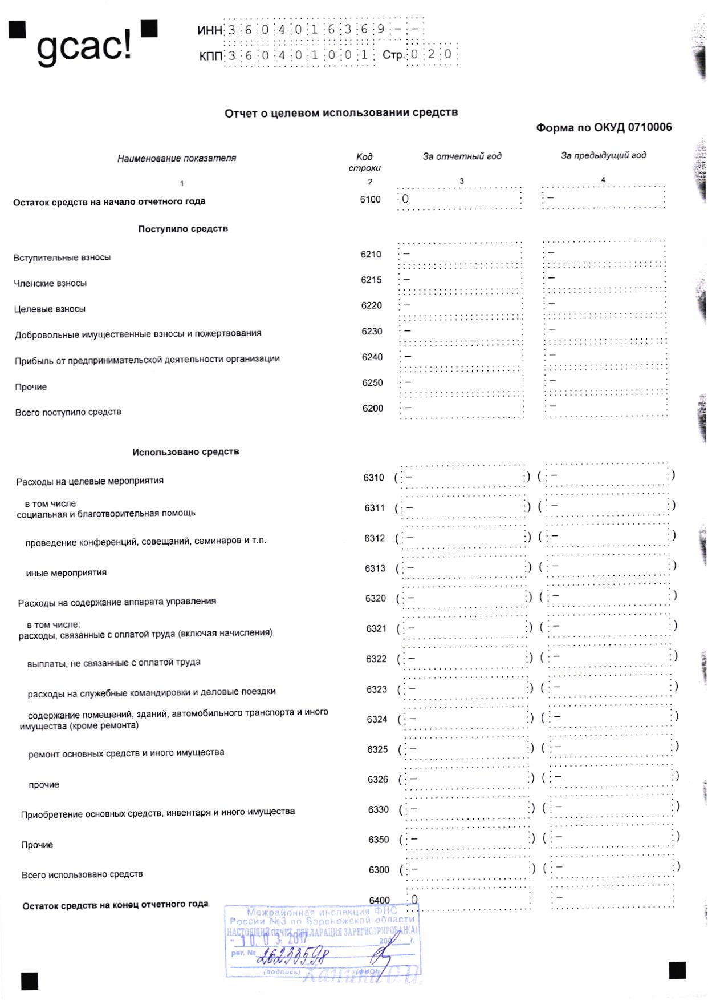 gcac!
ИНН 3604016369--
КПП 360401001 Стр. 020
Отчет о целевом использовании средств
Форма по ОКУД 0710006
Наименование показателя Код строки За отчетный год За предыдущий год
1 2 3 4
Остаток средств на начало отчетного года 6100 0 –
Поступило средств
Вступительные взносы 6210 – –
Членские взносы 6215 – –
Целевые взносы 6220 – –
Добровольные имущественные взносы и пожертвования 6230 – –
Прибыль от предпринимательской деятельности организации 6240 – –
Прочие 6250 – –
Всего поступило средств 6200 – –
Использовано средств
Расходы на целевые мероприятия 6310 (–) (–)
в том числе
социальная и благотворительная помощь 6311 (–) (–)
проведение конференций, совещаний, семинаров и т.п. 6312 (–) (–)
иные мероприятия 6313 (–) (–)
Расходы на содержание аппарата управления 6320 (–) (–)
в том числе:
расходы, связанные с оплатой труда (включая начисления) 6321 (–) (–)
выплаты, не связанные с оплатой труда 6322 (–) (–)
расходы на служебные командировки и деловые поездки 6323 (–) (–)
содержание помещений, зданий, автомобильного транспорта и иного
имущества (кроме ремонта) 6324 (–) (–)
ремонт основных средств и иного имущества 6325 (–) (–)
прочие 6326 (–) (–)
Приобретение основных средств, инвентаря и иного имущества 6330 (–) (–)
Прочие 6350 (–) (–)
Всего использовано средств 6300 (–) (–)
Остаток средств на конец отчетного года 6400 0 –
Межрайонная инспекция ФНС
России №3 по Воронежской области
НАСТОЯЩИЙ ОТЧЕТ, ДЕКЛАРАЦИЯ ЗАРЕГИСТРИРОВАН(А)
" 10.03.2017 200 г.
рег. № 26233598
(подпись) (ФИО)
Ханина О.П.